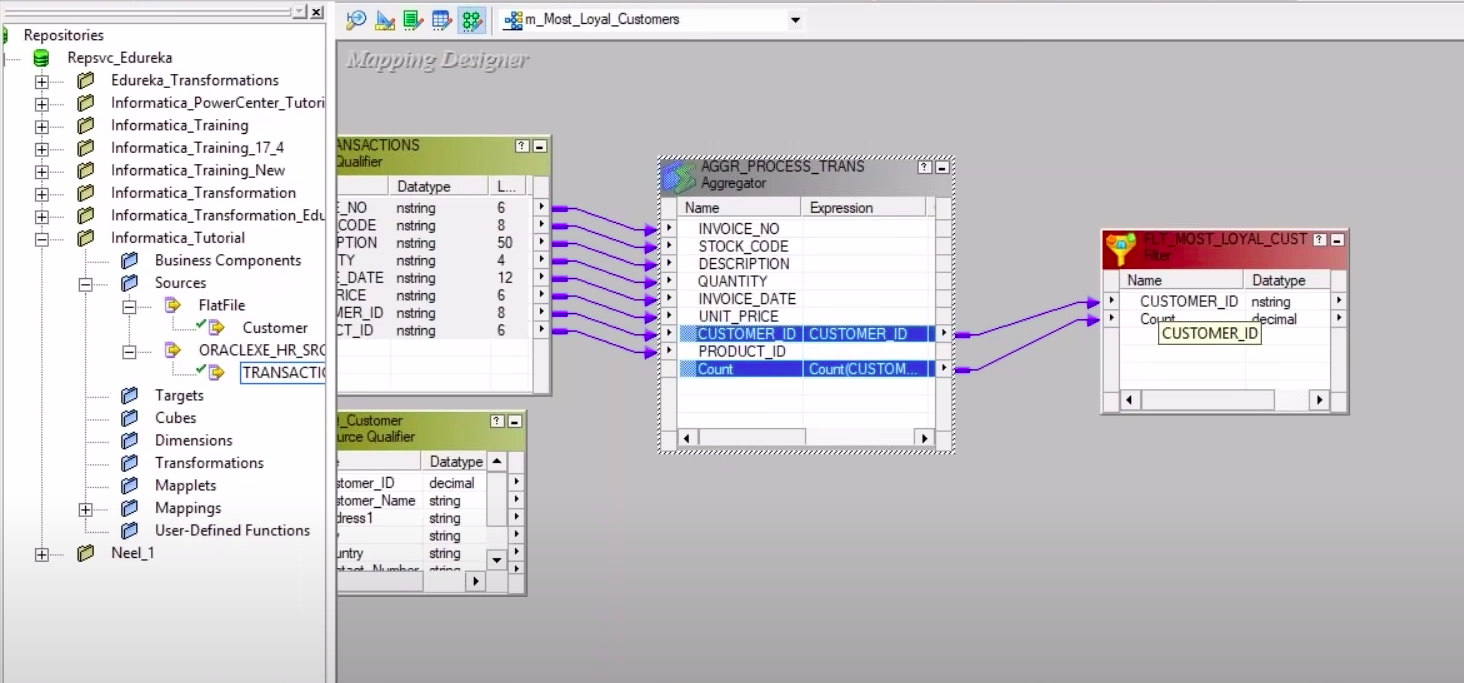 Repositories
Repsvc_Edureka
Edureka_Transformations
Informatica_PowerCenter_Tutori
Informatica_Training
Informatica_Training_17_4
Informatica_Training_New
Informatica_Transformation
Informatica_Transformation_Edu
Informatica_Tutorial
Business Components
Sources
FlatFile
Customer
ORACLEXE_HR_SRC
TRANSACTIO
Targets
Cubes
Dimensions
Transformations
Mapplets
Mappings
User-Defined Functions
Neel_1
m_Most_Loyal_Customers
Mapping Designer
ANSACTIONS
Qualifier
Datatype L...
E_NO nstring 6
CODE nstring 8
IPTION nstring 50
TY nstring 4
E_DATE nstring 12
RICE nstring 6
MER_ID nstring 8
CT_ID nstring 6
_Customer
urce Qualifier
Datatype
stomer_ID decimal
stomer_Name string
dress1 string
string
untry string
ntact_Number string
AGGR_PROCESS_TRANS
Aggregator
Name Expression
INVOICE_NO
STOCK_CODE
DESCRIPTION
QUANTITY
INVOICE_DATE
UNIT_PRICE
CUSTOMER_ID CUSTOMER_ID
PRODUCT_ID
Count Count(CUSTOM...
FLT_MOST_LOYAL_CUST
Filter
Name Datatype
CUSTOMER_ID nstring
Count decimal
CUSTOMER_ID